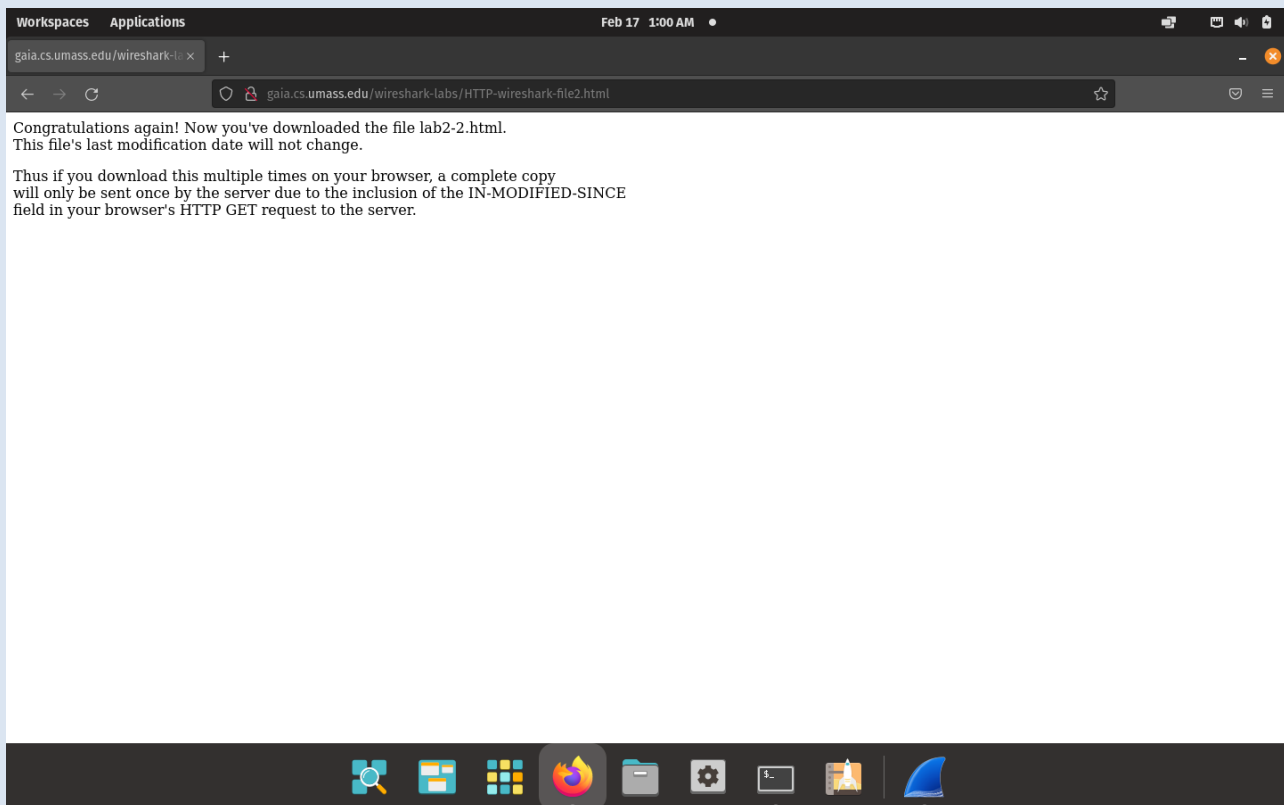 Workspaces Applications Feb 17 1:00 AM
gaia.cs.umass.edu/wireshark-la
gaia.cs.umass.edu/wireshark-labs/HTTP-wireshark-file2.html
Congratulations again! Now you've downloaded the file lab2-2.html.
This file's last modification date will not change.
Thus if you download this multiple times on your browser, a complete copy
will only be sent once by the server due to the inclusion of the IN-MODIFIED-SINCE
field in your browser's HTTP GET request to the server.
$_